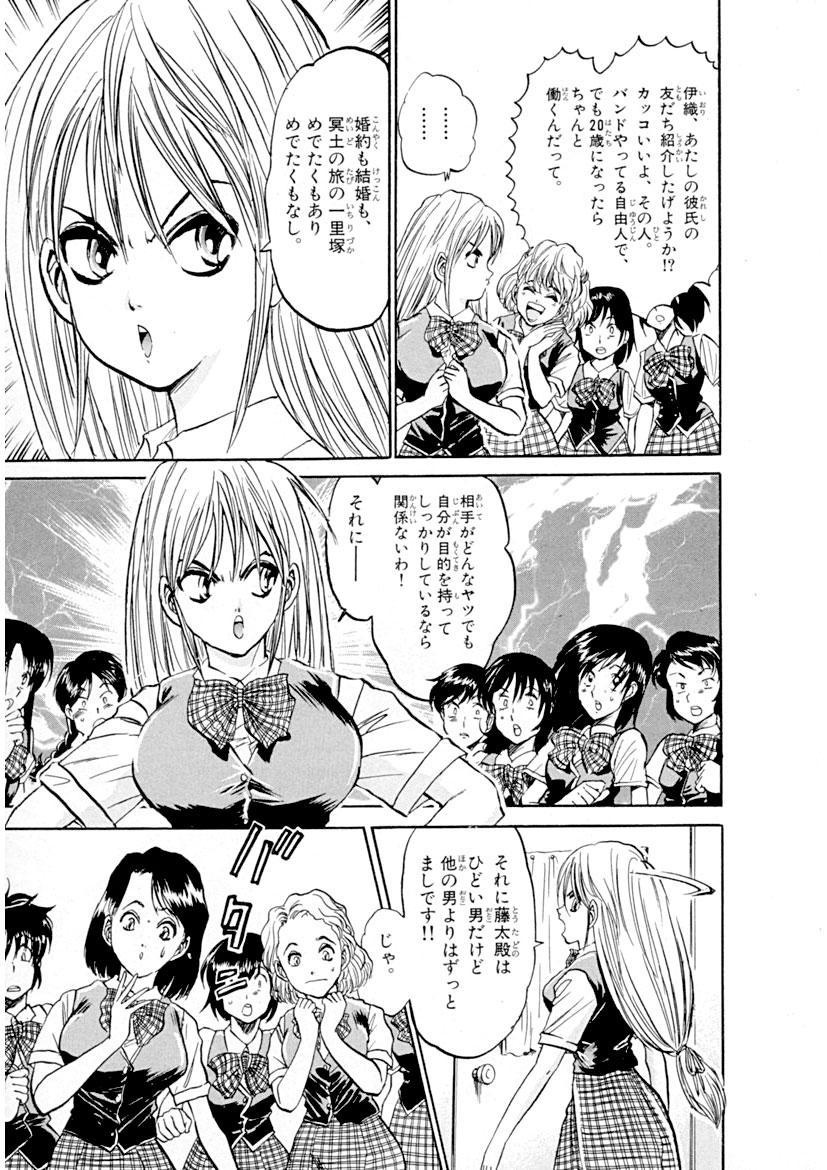 伊織、あたしの彼氏の
友だち紹介したげようか!?
カッコいいよ、その人。
バンドやってる自由人で、
でも20歳になったら
ちゃんと
働くんだって。
……
……
婚約も結婚も、
冥土の旅の一里塚
めでたくもあり
めでたくもなし。
相手がどんなヤツでも
自分が目的を持って
しっかりしているなら
関係ないわ!
それに──
それに藤太殿は
ひどい男だけど
他の男よりはずっと
ましです!!
じゃ。
バタン